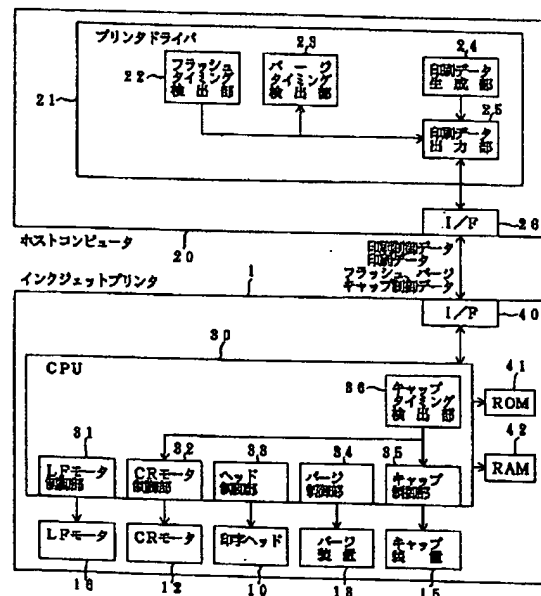 プリンタドライバ
21
22
フラッシュ
タイミング
検出部
23
パージ
タイミング
検出部
24
印刷データ
生成部
25
印刷データ
出力部
I/F
26
ホストコンピュータ
20
印刷制御データ
印刷データ
フラッシュ、パージ
キャップ制御データ
インクジェットプリンタ
1
I/F
40
30
CPU
36
キャップ
タイミング
検出部
41
ROM
42
RAM
31
LFモータ
制御部
32
CRモータ
制御部
33
ヘッド
制御部
34
パージ
制御部
35
キャップ
制御部
LFモータ
CRモータ
印字ヘッド
パージ
装置
キャップ
装置
16
12
10
18
15